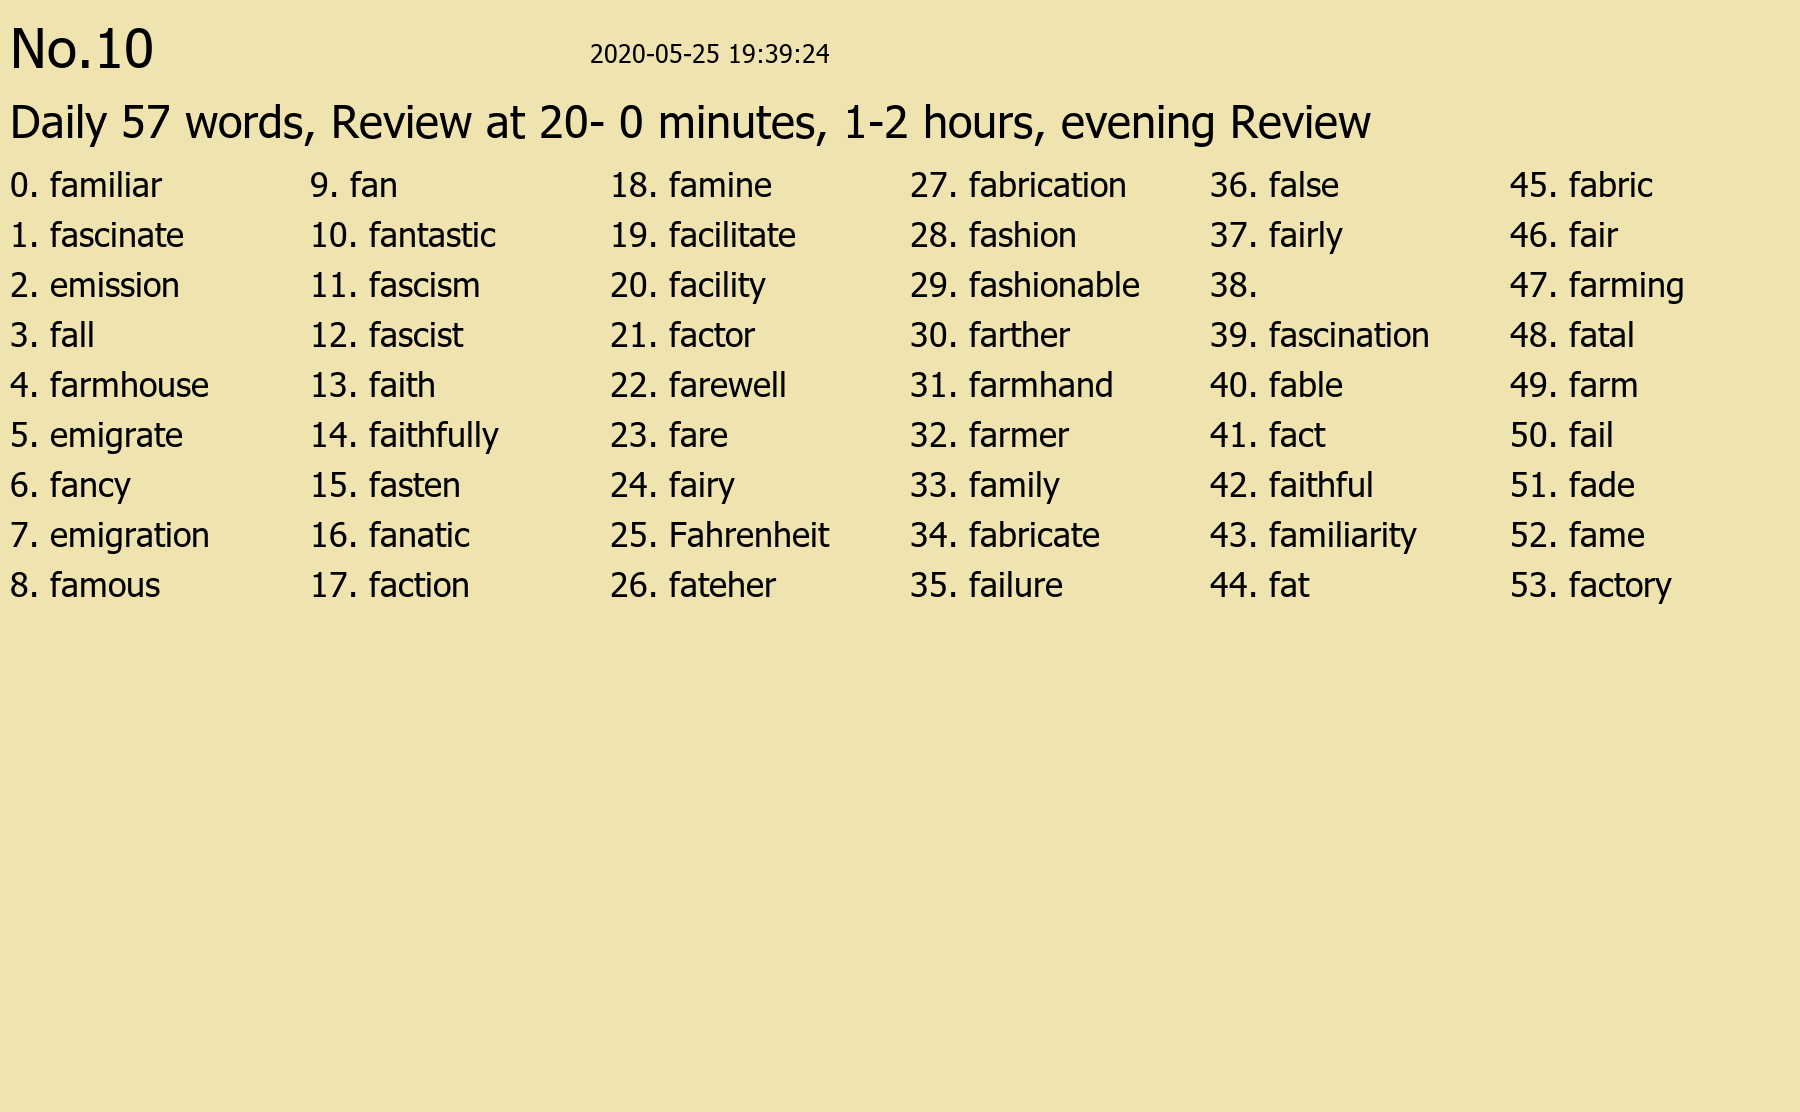 No.10
2020-05-25 19:39:24
Daily 57 words, Review at 20- 0 minutes, 1-2 hours, evening Review
0. familiar
1. fascinate
2. emission
3. fall
4. farmhouse
5. emigrate
6. fancy
7. emigration
8. famous
9. fan
10. fantastic
11. fascism
12. fascist
13. faith
14. faithfully
15. fasten
16. fanatic
17. faction
18. famine
19. facilitate
20. facility
21. factor
22. farewell
23. fare
24. fairy
25. Fahrenheit
26. fateher
27. fabrication
28. fashion
29. fashionable
30. farther
31. farmhand
32. farmer
33. family
34. fabricate
35. failure
36. false
37. fairly
38.
39. fascination
40. fable
41. fact
42. faithful
43. familiarity
44. fat
45. fabric
46. fair
47. farming
48. fatal
49. farm
50. fail
51. fade
52. fame
53. factory